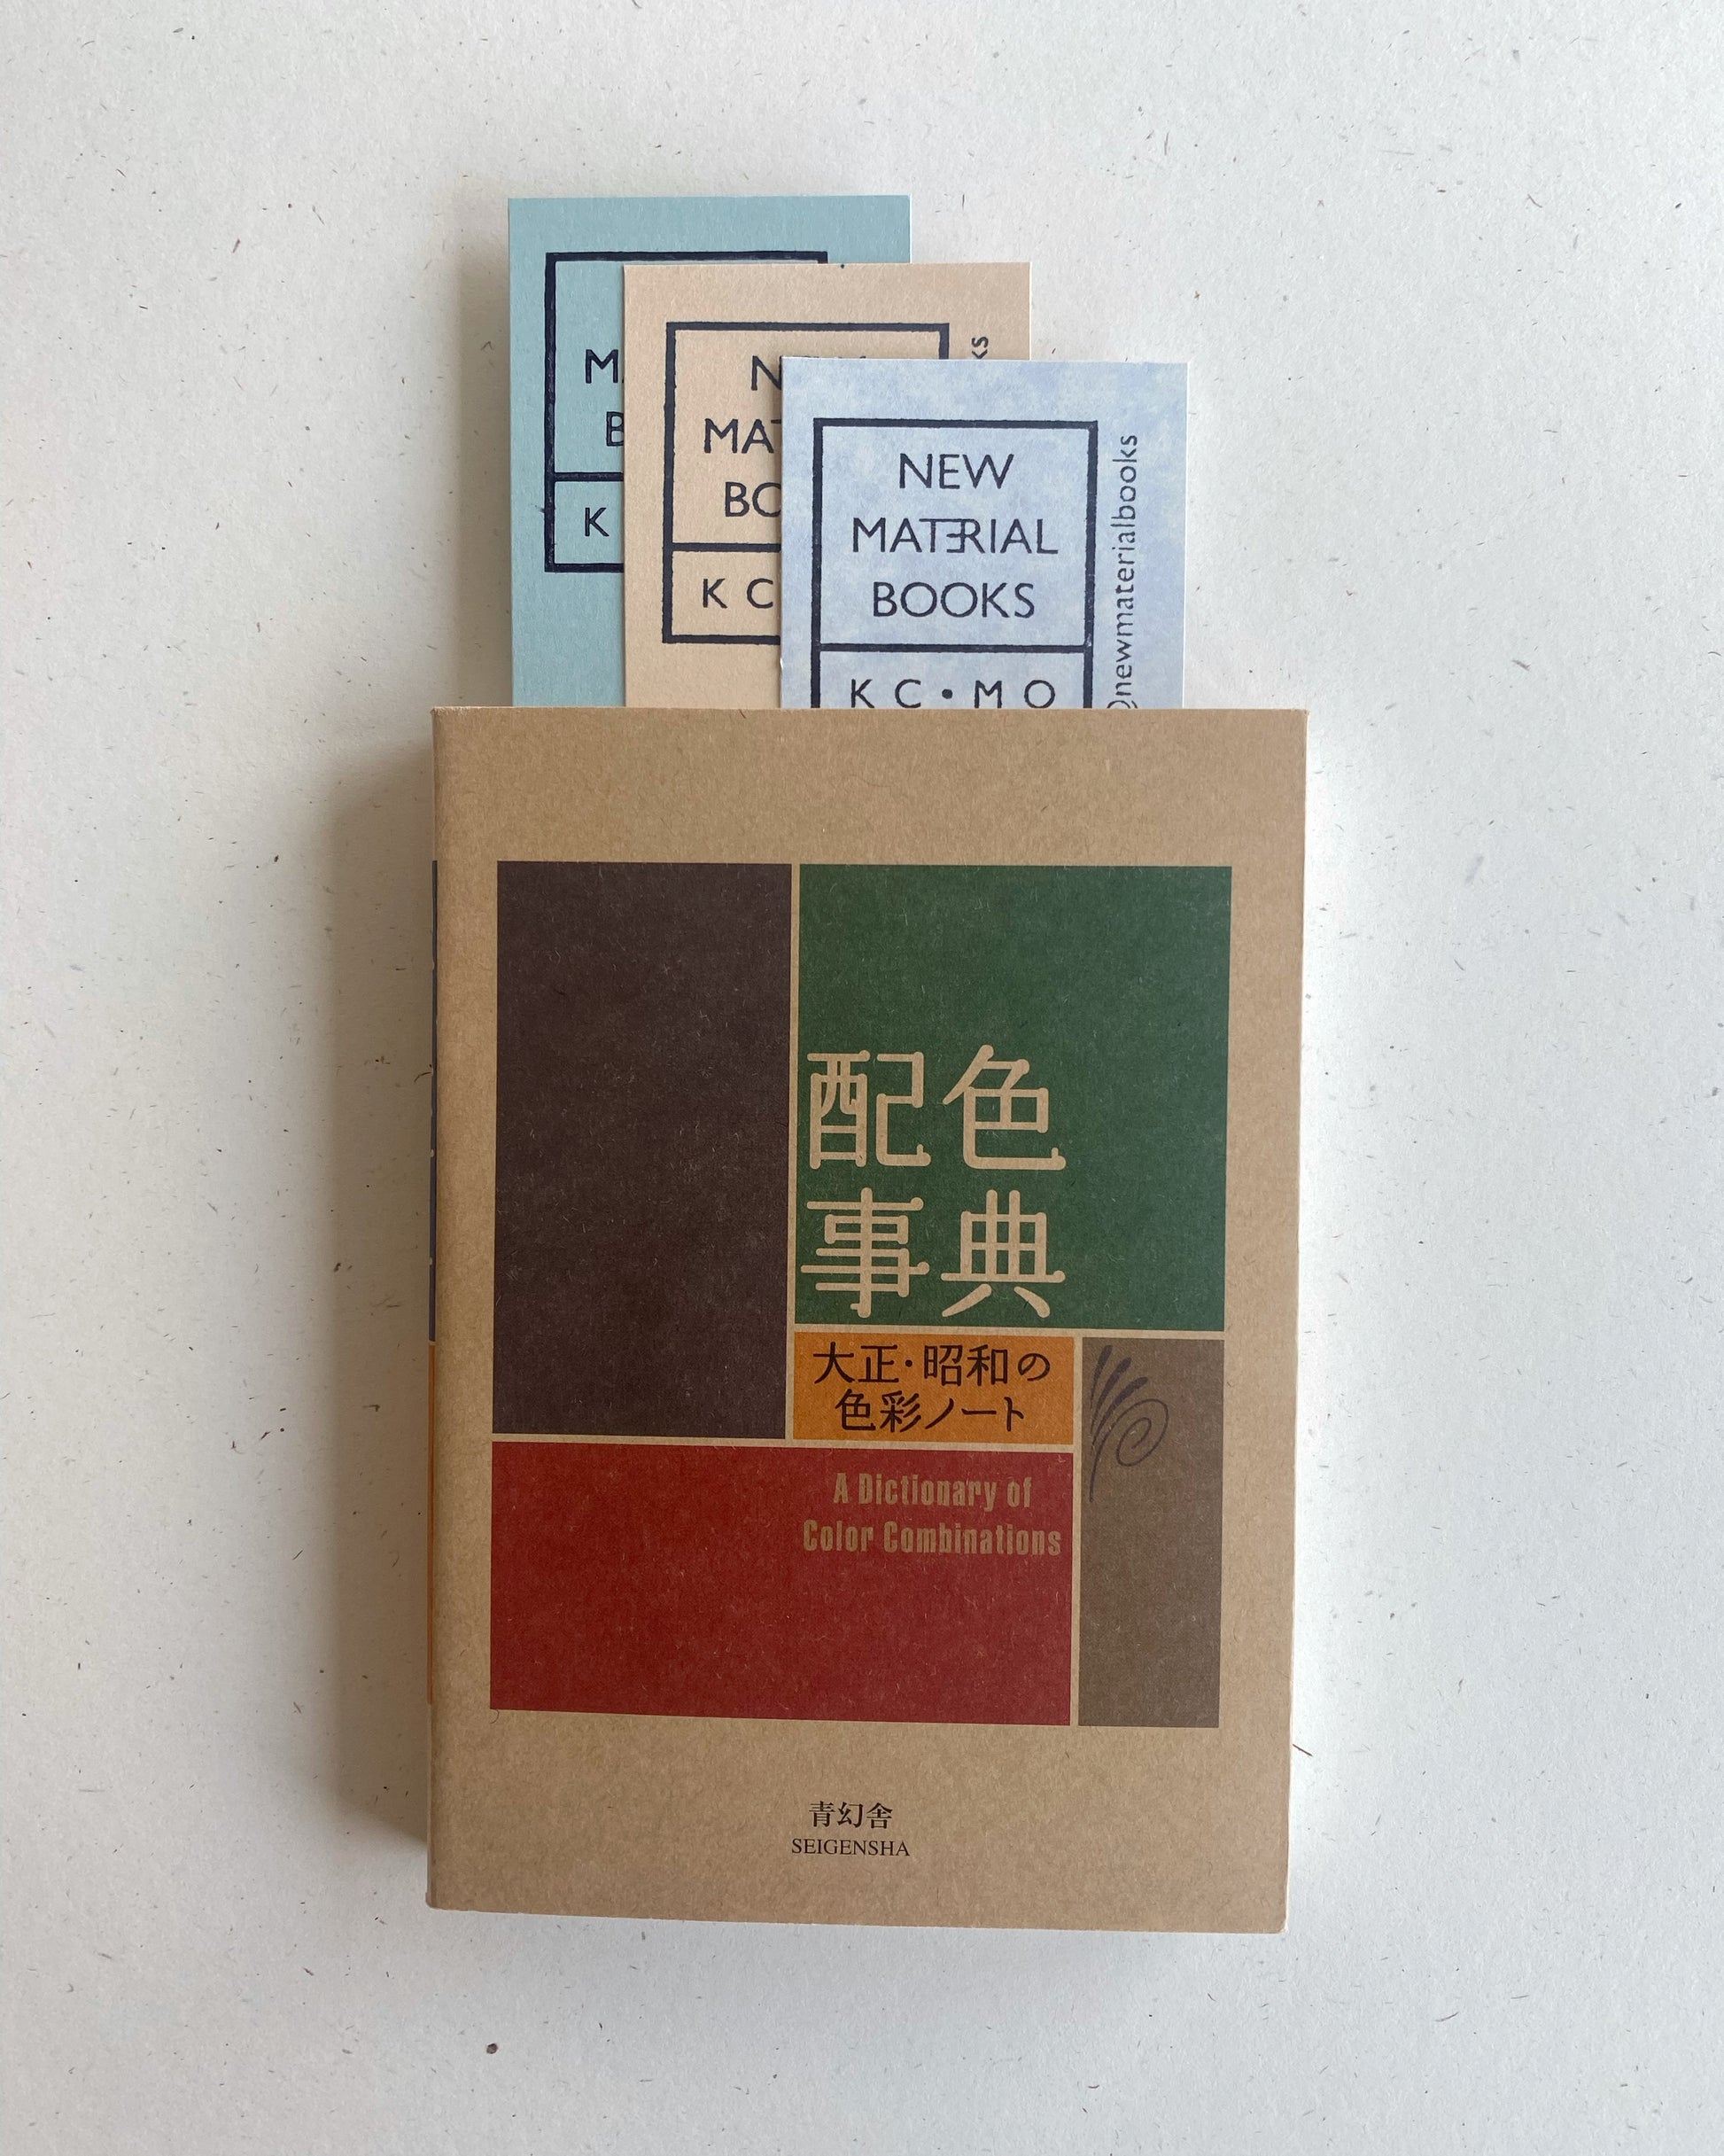 K
N
K C
NEW
MATERIAL
BOOKS
K C • M O
@newmaterialbooks
配色
事典
大正・昭和の
色彩ノート
A Dictionary of
Color Combinations
青幻舎
SEIGENSHA